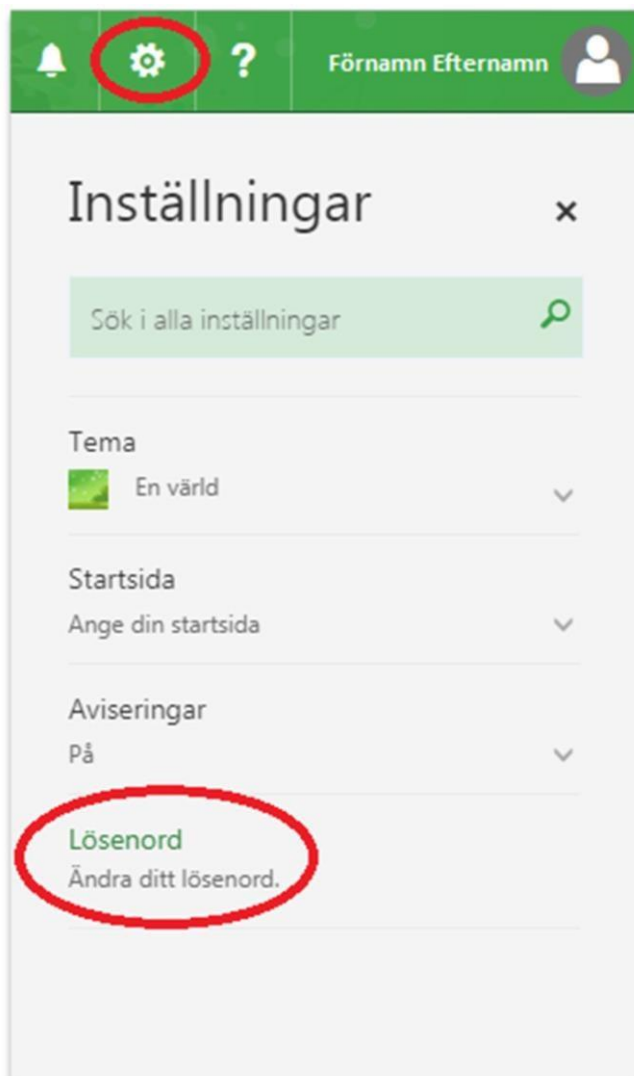 ? Förnamn Efternamn
Inställningar ×
Sök i alla inställningar
Tema
En värld
Startsida
Ange din startsida
Aviseringar
På
Lösenord
Ändra ditt lösenord.